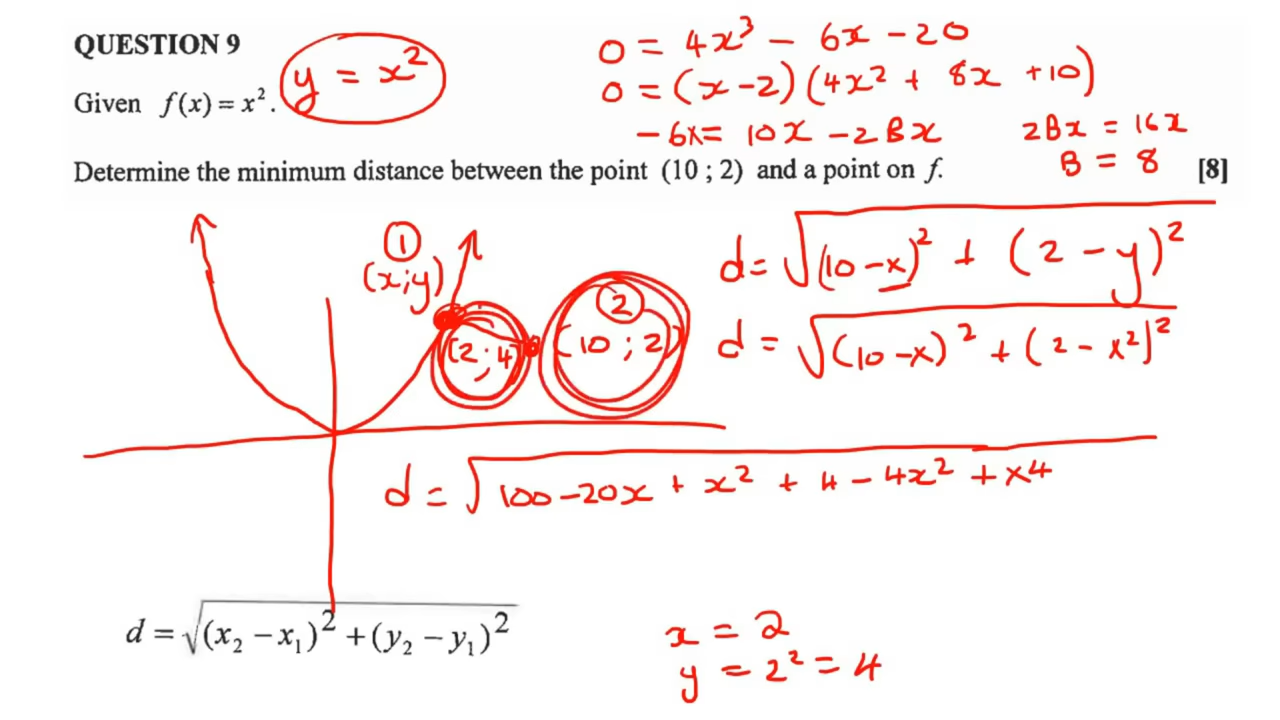 QUESTION 9
y = x²
Given f(x) = x².
0 = 4x³ − 6x − 20
0 = (x−2)(4x² + 8x + 10)
−6x = 10x − 2Bx
2Bx = 16x
B = 8
Determine the minimum distance between the point (10 ; 2) and a point on f.
[8]
①
(x;y)
(2 ; 4)
②
(10 ; 2)
d = √(10−x)² + (2 − y)²
d = √(10−x)² + (2 − x²)²
d = √100 − 20x + x² + 4 − 4x² + x4
d = √(x₂ − x₁)² + (y₂ − y₁)²
x = 2
y = 2² = 4